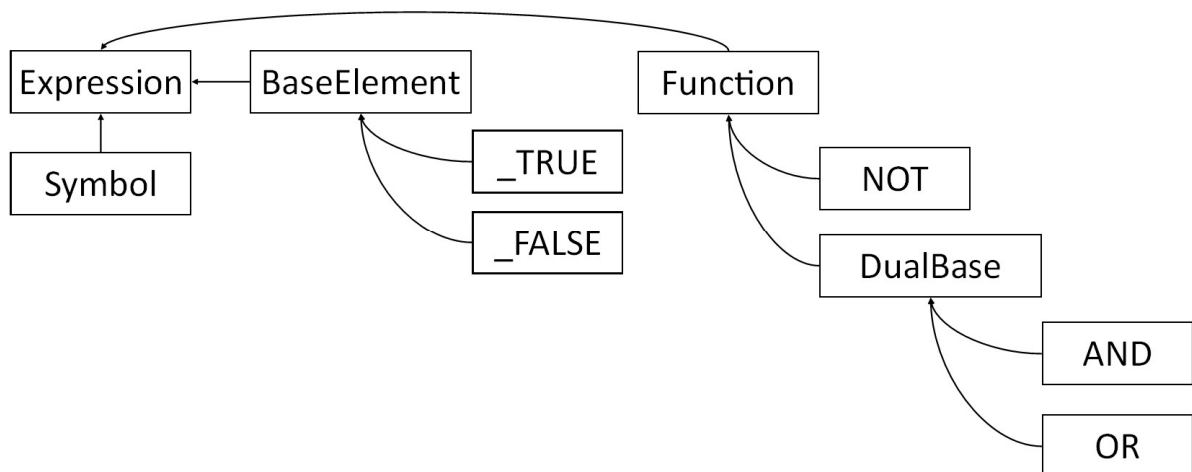 Expression
BaseElement
Function
Symbol
_TRUE
_FALSE
NOT
DualBase
AND
OR